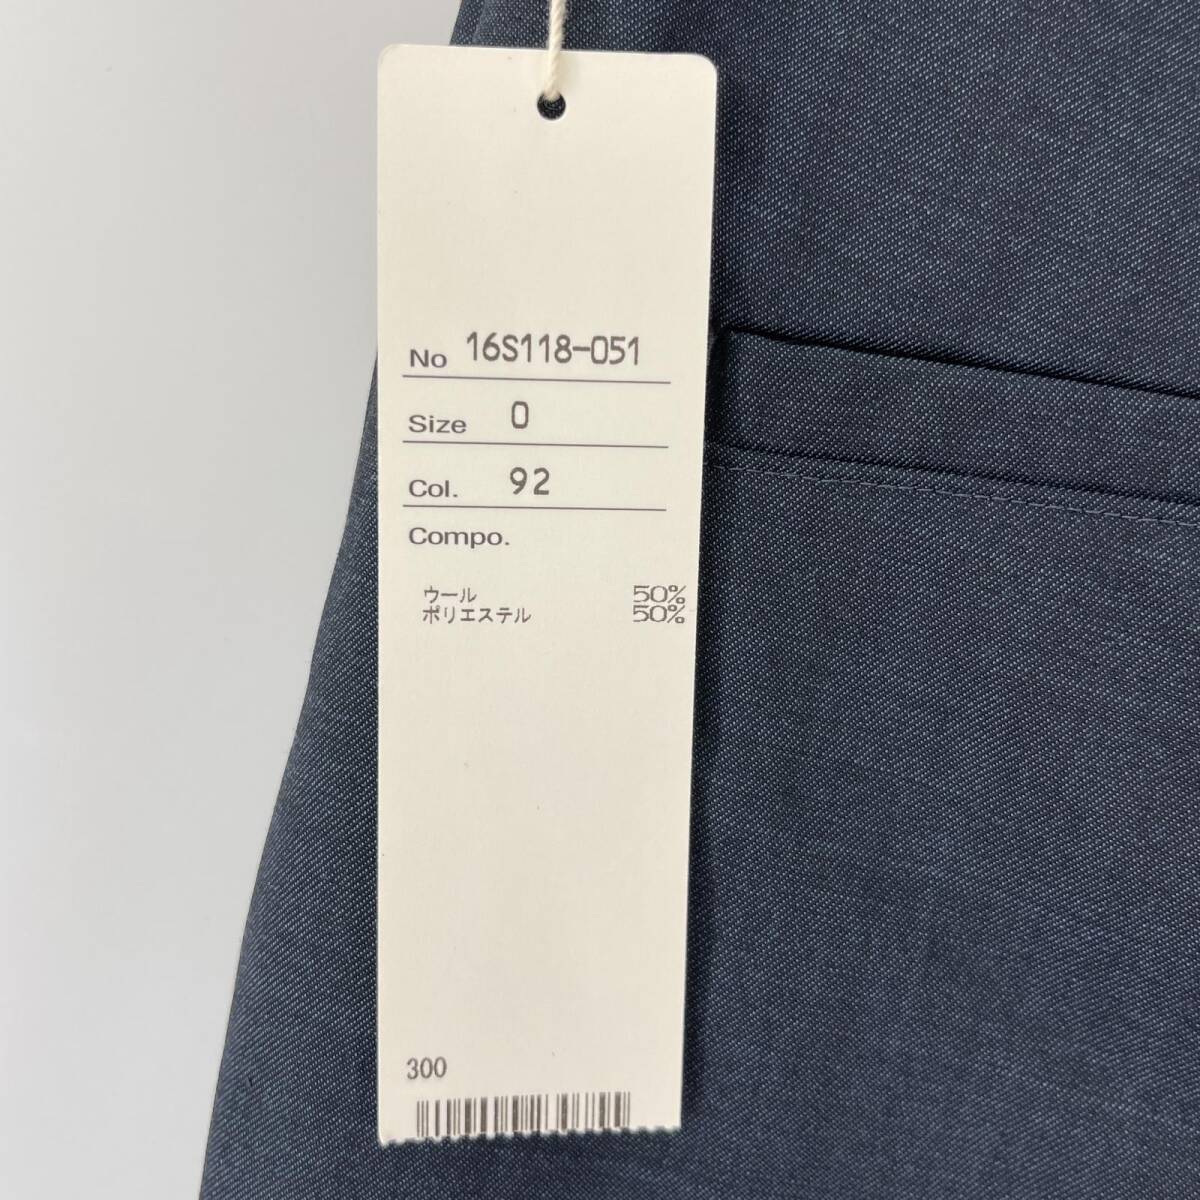 No 16S118-051
Size 0
Col. 92
Compo.
ウール 50%
ポリエステル 50%
300